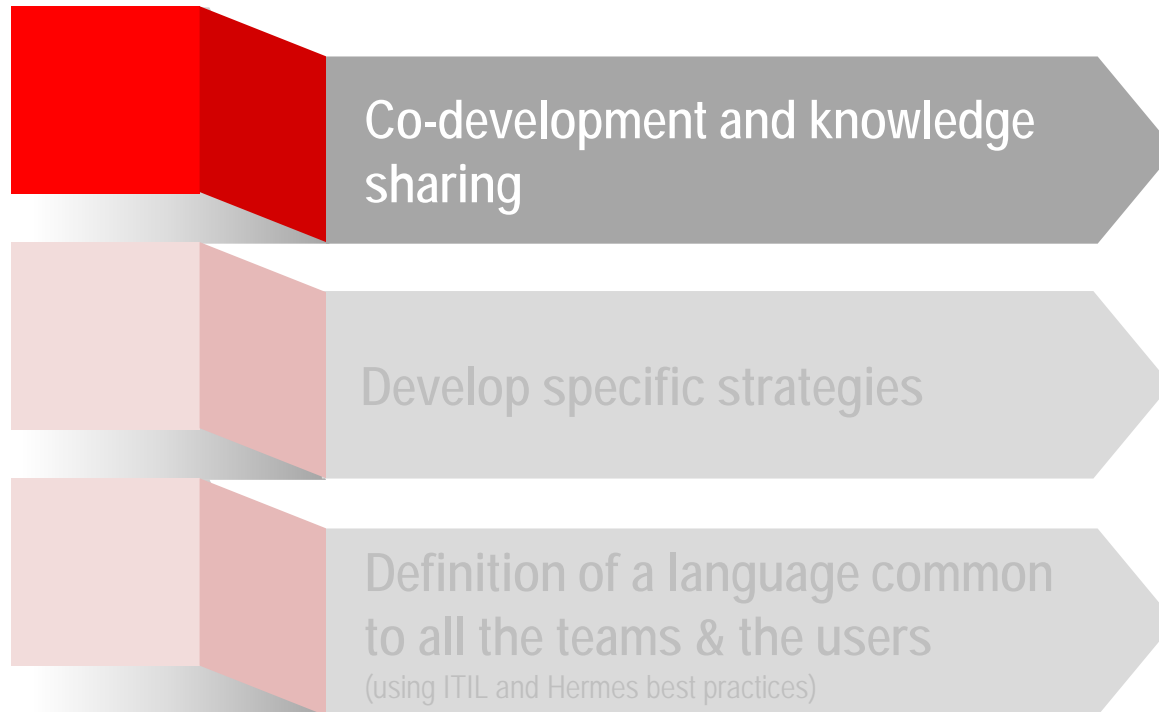 Co-development and knowledge
sharing
Develop specific strategies
Definition of a language common
to all the teams & the users
(using ITIL and Hermes best practices)